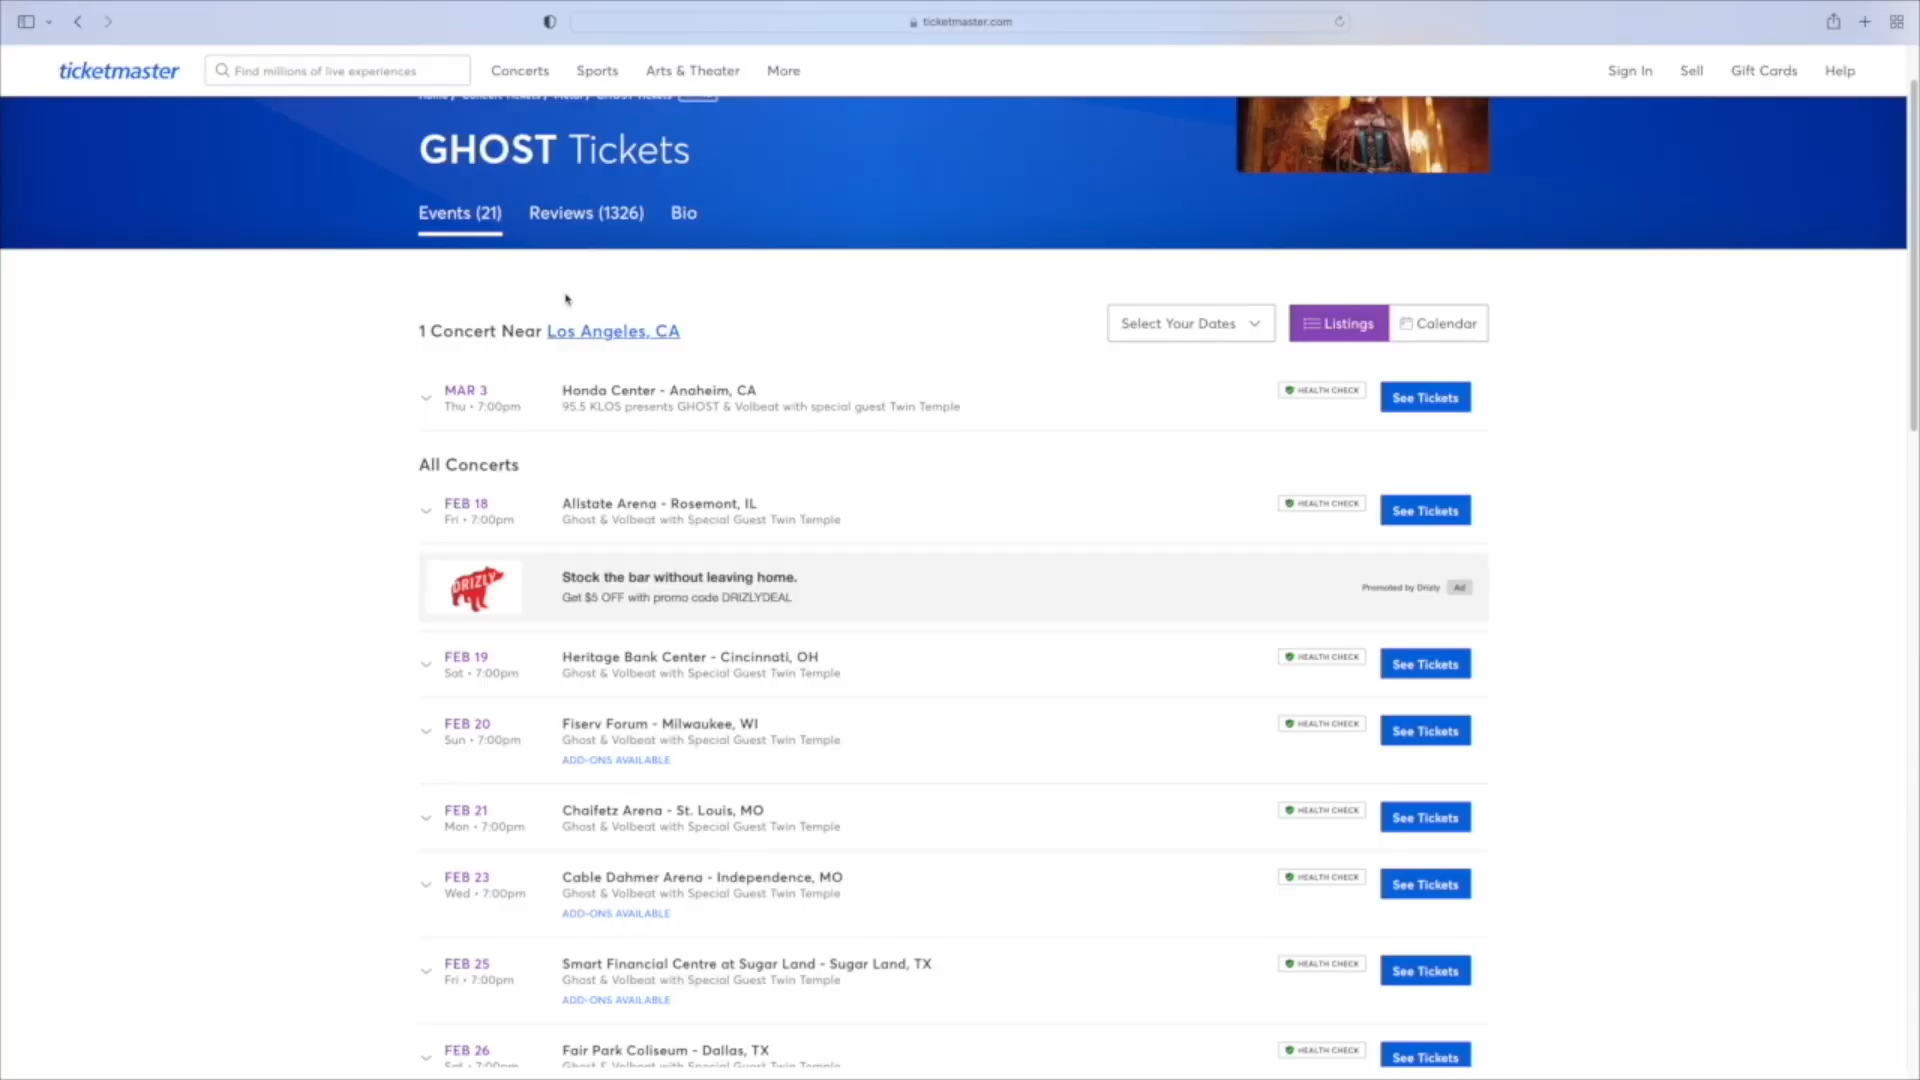 ticketmaster.com
ticketmaster
Find millions of live experiences
Concerts
Sports
Arts & Theater
More
Sign In
Sell
Gift Cards
Help
GHOST Tickets
Events (21)
Reviews (1326)
Bio
1 Concert Near Los Angeles, CA
Select Your Dates
Listings
Calendar
MAR 3
Thu • 7:00pm
Honda Center - Anaheim, CA
95.5 KLOS presents GHOST & Volbeat with special guest Twin Temple
HEALTH CHECK
See Tickets
All Concerts
FEB 18
Fri • 7:00pm
Allstate Arena - Rosemont, IL
Ghost & Volbeat with Special Guest Twin Temple
HEALTH CHECK
See Tickets
DRIZLY
Stock the bar without leaving home.
Get $5 OFF with promo code DRIZLYDEAL
Promoted by Drizly
Ad
FEB 19
Sat • 7:00pm
Heritage Bank Center - Cincinnati, OH
Ghost & Volbeat with Special Guest Twin Temple
HEALTH CHECK
See Tickets
FEB 20
Sun • 7:00pm
Fiserv Forum - Milwaukee, WI
Ghost & Volbeat with Special Guest Twin Temple
ADD-ONS AVAILABLE
HEALTH CHECK
See Tickets
FEB 21
Mon • 7:00pm
Chaifetz Arena - St. Louis, MO
Ghost & Volbeat with Special Guest Twin Temple
HEALTH CHECK
See Tickets
FEB 23
Wed • 7:00pm
Cable Dahmer Arena - Independence, MO
Ghost & Volbeat with Special Guest Twin Temple
ADD-ONS AVAILABLE
HEALTH CHECK
See Tickets
FEB 25
Fri • 7:00pm
Smart Financial Centre at Sugar Land - Sugar Land, TX
Ghost & Volbeat with Special Guest Twin Temple
ADD-ONS AVAILABLE
HEALTH CHECK
See Tickets
FEB 26
Sat • 7:00pm
Fair Park Coliseum - Dallas, TX
Ghost & Volbeat with Special Guest Twin Temple
HEALTH CHECK
See Tickets